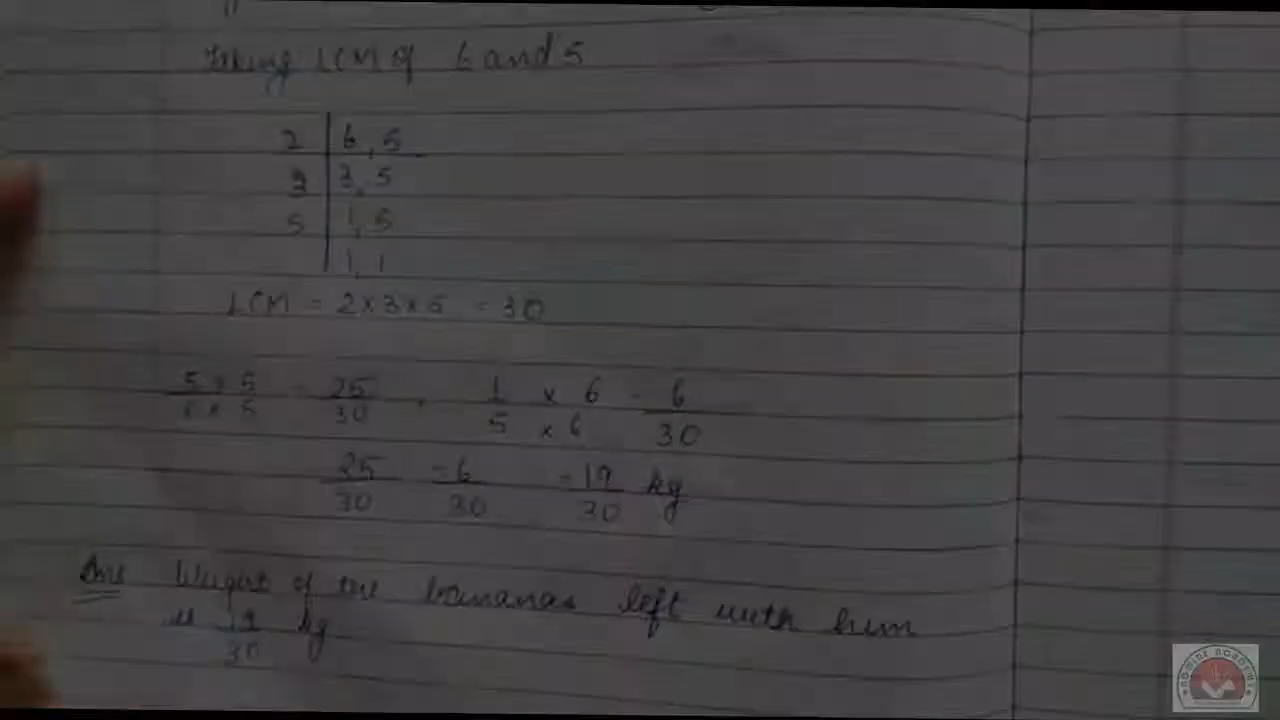 Taking LCM of 6 and 5
2 | 6, 5
3 | 3, 5
5 | 1, 5
1, 1
LCM = 2 × 3 × 5 = 30
5 × 5 / 6 × 5 = 25/30, 1/5 × 6/× 6 = 6/30
25/30 - 6/30 = 19/30 kg
Ans Weight of the bananas left with him
is 19/30 kg